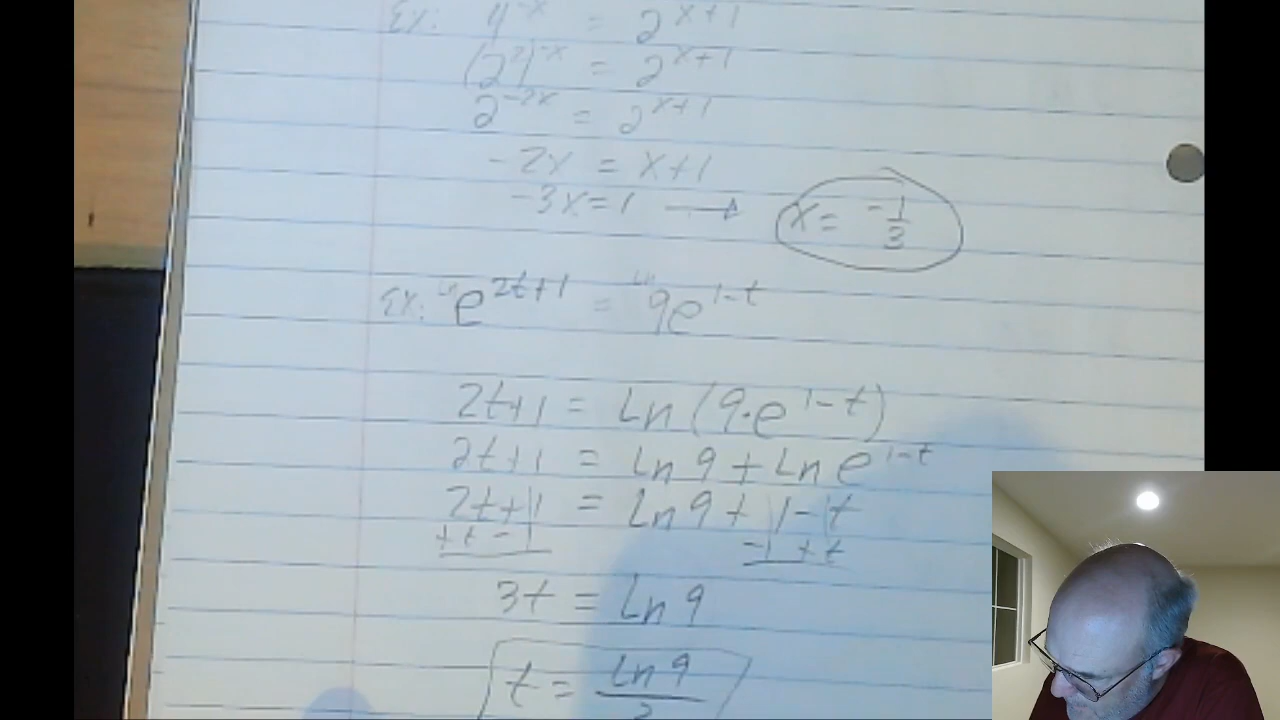 Ex: 4^-x = 2^x+1
(2^2)^-x = 2^x+1
2^-2x = 2^x+1
-2x = x+1
-3x = 1 → x = -1/3
Ex: ln e^2t+1 = ln 9e^1-t
2t+1 = Ln(9·e^1-t)
2t+1 = Ln 9 + Ln e^1-t
2t+1 = Ln 9 + 1-t
+t -1 -1 +t
3t = Ln 9
t = Ln 9